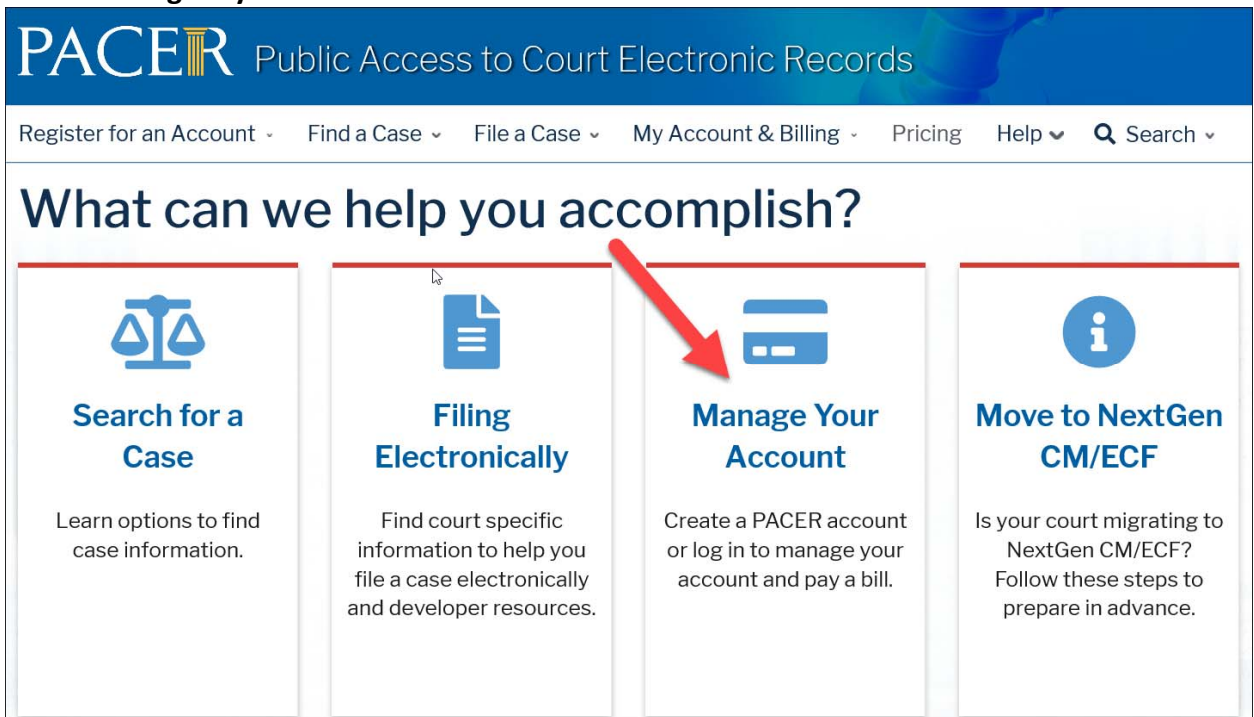 PACER Public Access to Court Electronic Records
Register for an Account Find a Case File a Case My Account & Billing Pricing Help Search
What can we help you accomplish?
Search for a
Case
Learn options to find
case information.
Filing
Electronically
Find court specific
information to help you
file a case electronically
and developer resources.
Manage Your
Account
Create a PACER account
or log in to manage your
account and pay a bill.
Move to NextGen
CM/ECF
Is your court migrating to
NextGen CM/ECF?
Follow these steps to
prepare in advance.